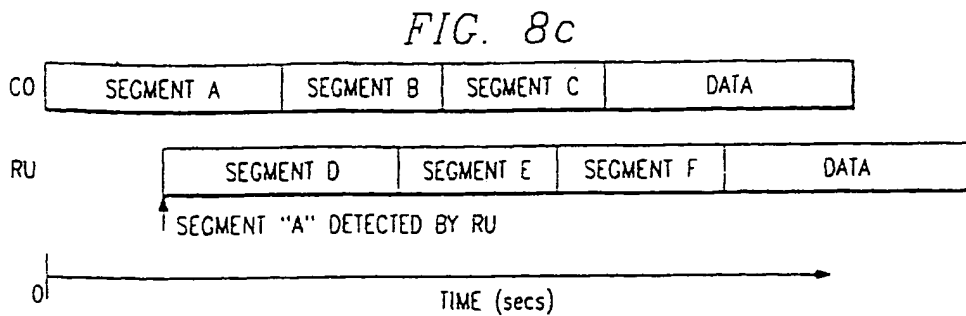 FIG. 8c
CO SEGMENT A SEGMENT B SEGMENT C DATA
RU SEGMENT D SEGMENT E SEGMENT F DATA
SEGMENT "A" DETECTED BY RU
0
TIME (secs)